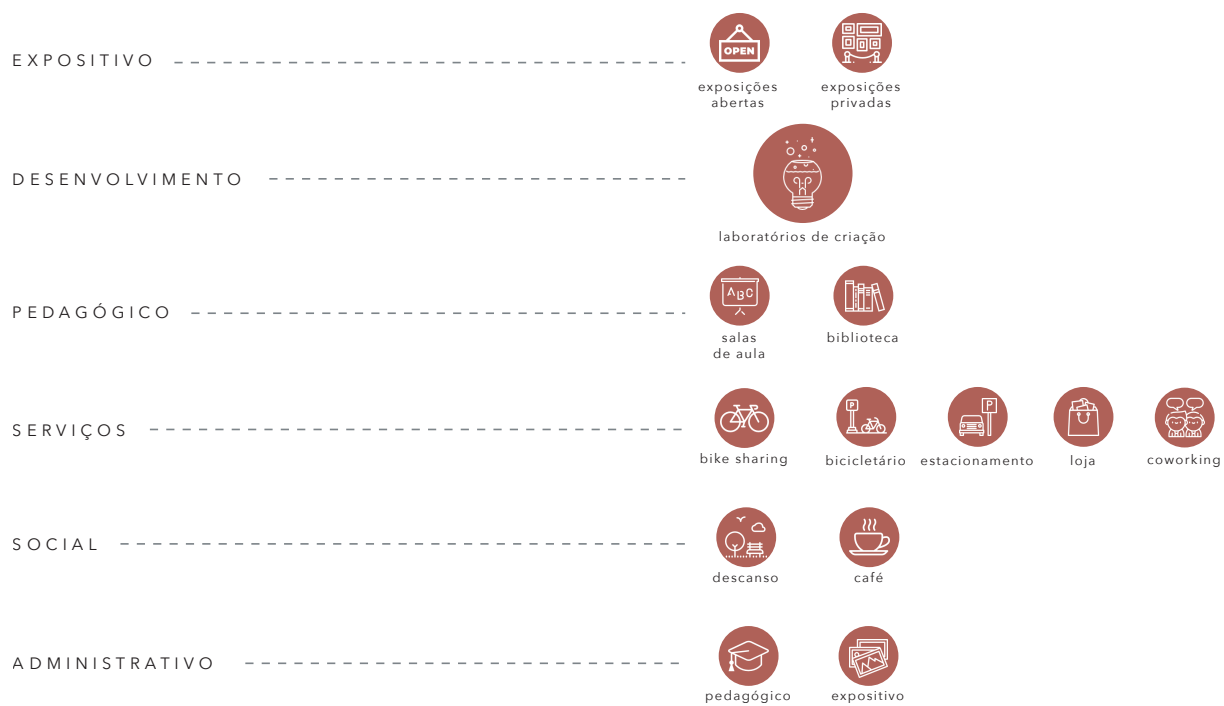 EXPOSITIVO
OPEN
exposições
abertas
exposições
privadas
DESENVOLVIMENTO
laboratórios de criação
PEDAGÓGICO
ABC
salas
de aula
biblioteca
SERVIÇOS
P
P
bike sharing
bicicletário
estacionamento
loja
coworking
SOCIAL
descanso
café
ADMINISTRATIVO
pedagógico
expositivo